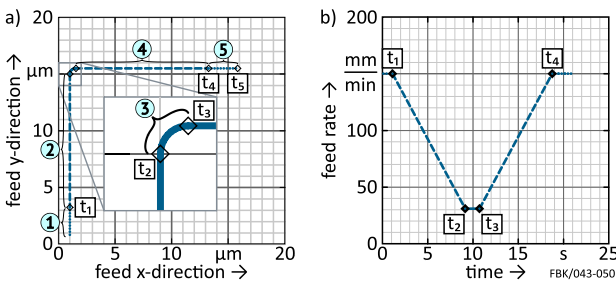 a)
feed y-direction →
20
μm
10
5
0
① ② ③ ④ ⑤
t1
t2
t3
t4 t5
0 5 10 μm 20
feed x-direction →
b)
feed rate →
200
mm
min
100
50
0
t1 t4
t2 t3
0 5 10 15 s 25
time →
FBK/043-050